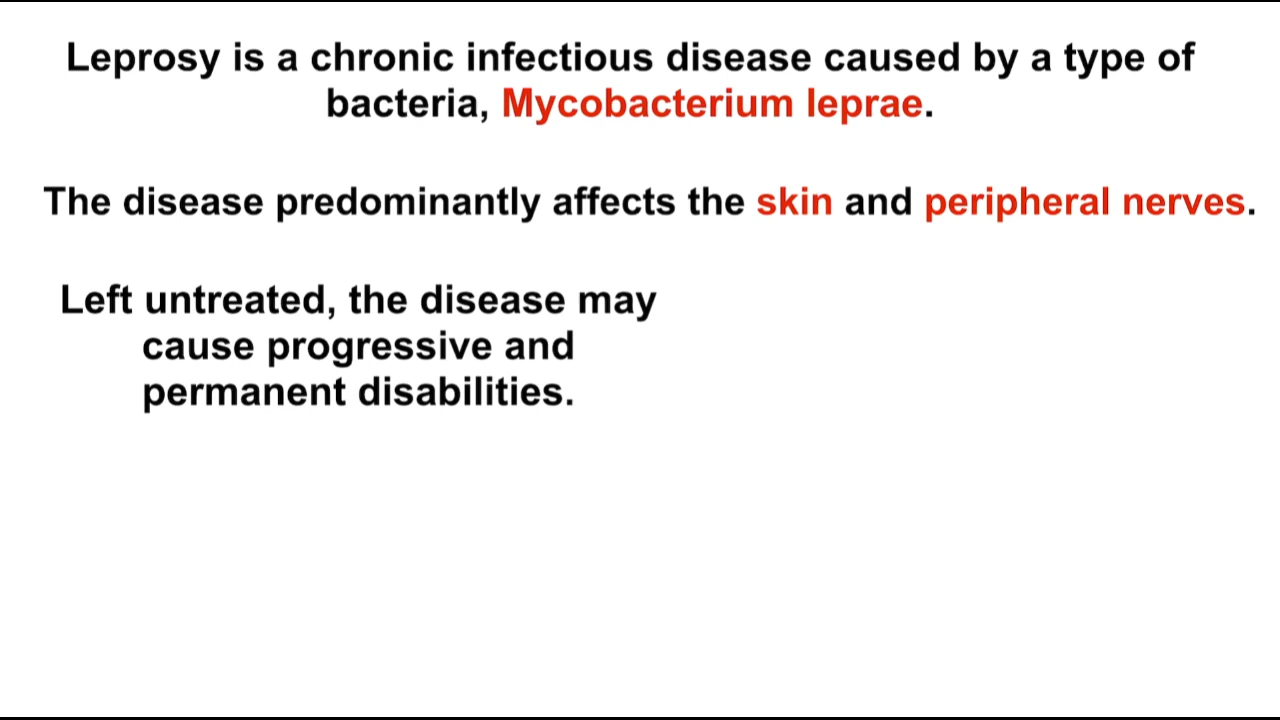 Leprosy is a chronic infectious disease caused by a type of
bacteria, Mycobacterium leprae.
The disease predominantly affects the skin and peripheral nerves.
Left untreated, the disease may
cause progressive and
permanent disabilities.